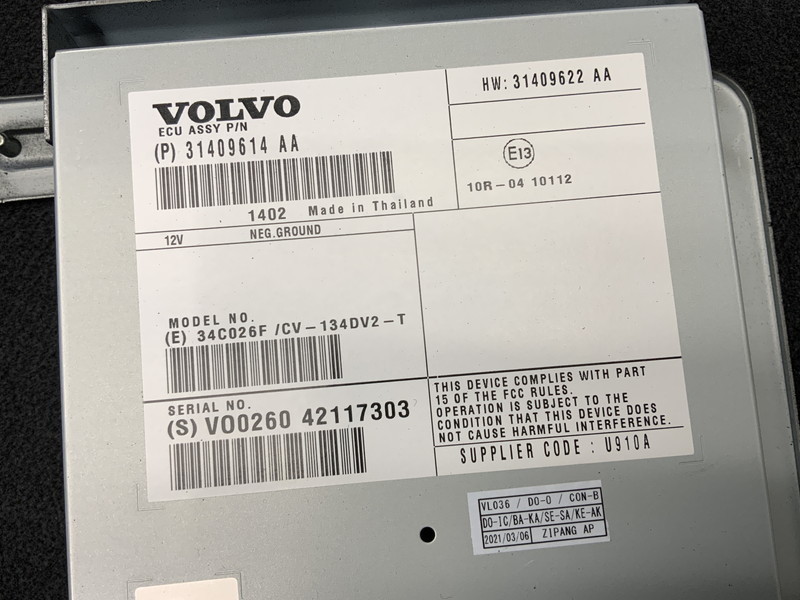 VOLVO
ECU ASSY P/N
(P) 31409614 AA
1402 Made in Thailand
HW: 31409622 AA
E13
10R-04 10112
12V NEG.GROUND
MODEL NO.
(E) 34C026F /CV-134DV2-T
SERIAL NO.
(S) VO0260 42117303
THIS DEVICE COMPLIES WITH PART
15 OF THE FCC RULES.
OPERATION IS SUBJECT TO THE
CONDITION THAT THIS DEVICE DOES
NOT CAUSE HARMFUL INTERFERENCE.
SUPPLIER CODE : U910A
VL036 / DO-O / CON-B
DO-IC/BA-KA/SE-SA/KE-AK
2021/03/06 ZIPANG AP